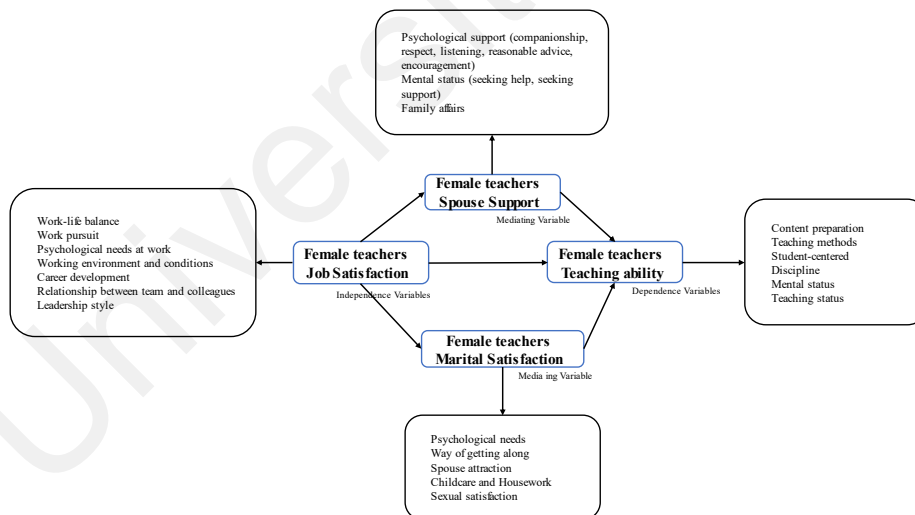 Psychological support (companionship,
respect, listening, reasonable advice,
encouragement)
Mental status (seeking help, seeking
support)
Family affairs
Female teachers
Spouse Support
Mediating Variable
Work-life balance
Work pursuit
Psychological needs at work
Working environment and conditions
Career development
Relationship between team and colleagues
Leadership style
Female teachers
Job Satisfaction
Independence Variables
Female teachers
Teaching ability
Dependence Variables
Content preparation
Teaching methods
Student-centered
Discipline
Mental status
Teaching status
Female teachers
Marital Satisfaction
Media ing Variable
Psychological needs
Way of getting along
Spouse attraction
Childcare and Housework
Sexual satisfaction
Universit